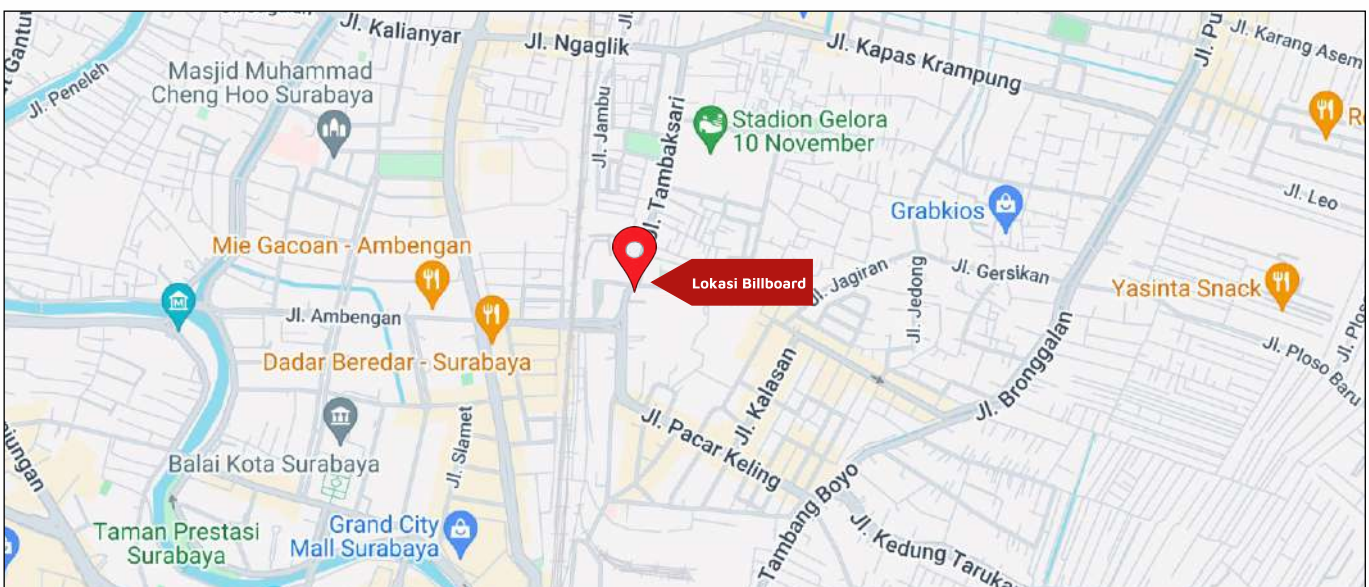 Jl. Kalianyar
Jl. Ngaglik
Jl. Kapas Krampung
Jl. Karang Asem
Jl. Peneleh
Masjid Muhammad
Cheng Hoo Surabaya
Jl. Jambu
Jl. Tambaksari
Stadion Gelora
10 November
Jl. Leo
Grabkios
Mie Gacoan - Ambengan
Lokasi Billboard
Jl. Jagiran
Jl. Jedong
Jl. Gersikan
Yasinta Snack
Jl. Ambengan
Dadar Beredar - Surabaya
Jl. Ploso Baru
Jl. Bronggalan
Jl. Kalasan
Jl. Slamet
Jl. Pacar Keling
Balai Kota Surabaya
Tambang Boyo
Taman Prestasi
Surabaya
Grand City
Mall Surabaya
Jl. Kedung Taruka